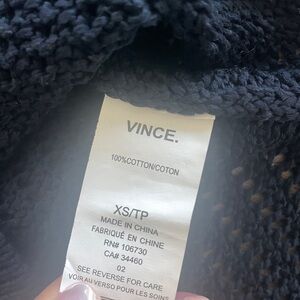 VINCE.
100%COTTON/COTON
XS/TP
MADE IN CHINA
FABRIQUÉ EN CHINE
RN# 106730
CA# 34460
02
SEE REVERSE FOR CARE
VOIR AU VERSO POUR LES SOINS